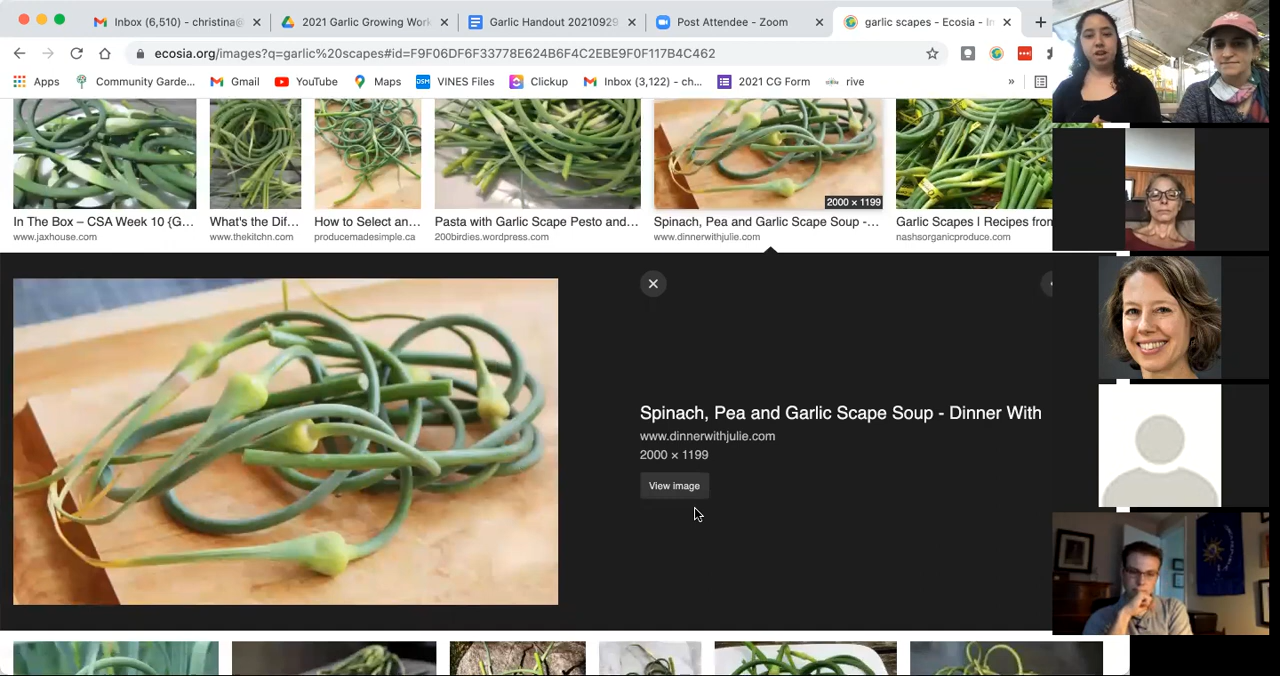 Inbox (6,510) - christina@
2021 Garlic Growing Work
Garlic Handout 20210929
Post Attendee - Zoom
garlic scapes - Ecosia - In
ecosia.org/images?q=garlic%20scapes#id=F9F06DF6F33778E624B6F4C2EBE9F0F117B4C462
Apps
Community Garde...
Gmail
YouTube
Maps
DSM VINES Files
Clickup
Inbox (3,122) - ch...
2021 CG Form
rive
»
2000 × 1199
In The Box – CSA Week 10 {G...
What's the Dif...
How to Select an...
Pasta with Garlic Scape Pesto and...
Spinach, Pea and Garlic Scape Soup -...
Garlic Scapes | Recipes from
www.jaxhouse.com
www.thekitchn.com
producemadesimple.ca
200birdies.wordpress.com
www.dinnerwithjulie.com
nashsorganicproduce.com
Spinach, Pea and Garlic Scape Soup - Dinner With
www.dinnerwithjulie.com
2000 × 1199
View image